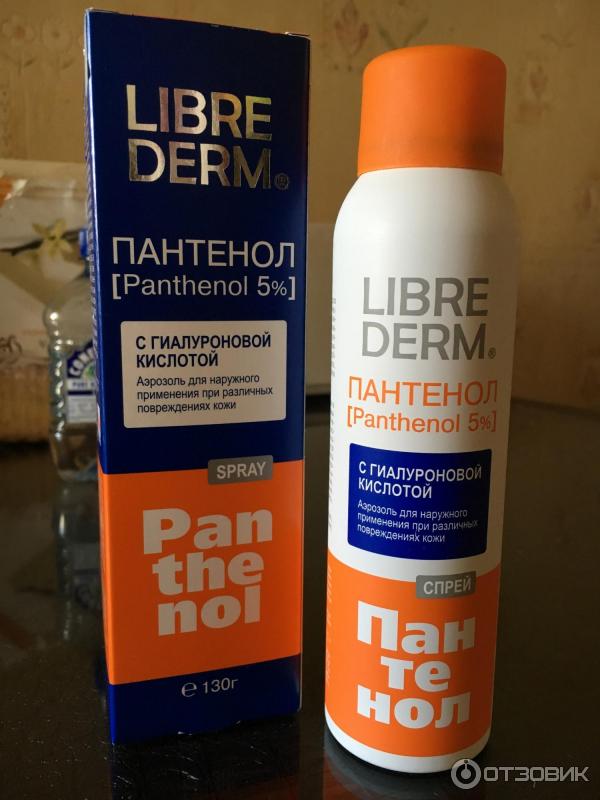 LIBRE
DERM®
ПАНТЕНОЛ
[Panthenol 5%]
С ГИАЛУРОНОВОЙ
КИСЛОТОЙ
Аэрозоль для наружного
применения при различных
повреждениях кожи
SPRAY
Pan
the
nol
℮ 130г
LIBRE
DERM®
ПАНТЕНОЛ
[Panthenol 5%]
С ГИАЛУРОНОВОЙ
КИСЛОТОЙ
Аэрозоль для наружного
применения при различных
повреждениях кожи
СПРЕЙ
Пан
те
нол
ОТЗОВИК